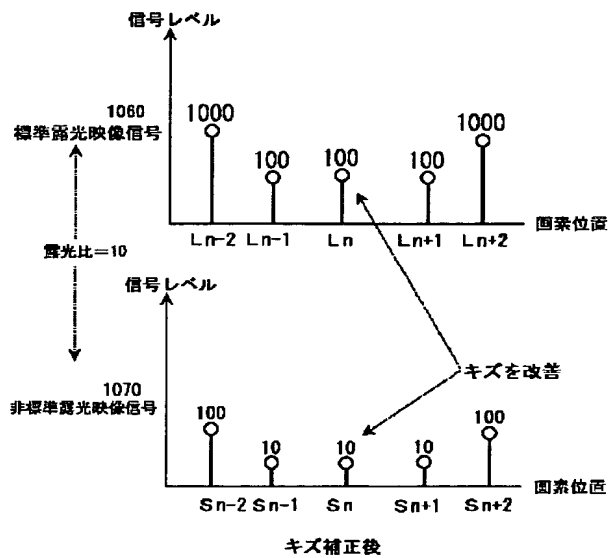 信号レベル
1060
標準露光映像信号
1000
100
100
100
1000
Ln-2 Ln-1 Ln Ln+1 Ln+2
画素位置
露光比=10
信号レベル
キズを改善
1070
非標準露光映像信号
100
10
10
10
100
Sn-2 Sn-1 Sn Sn+1 Sn+2
画素位置
キズ補正後